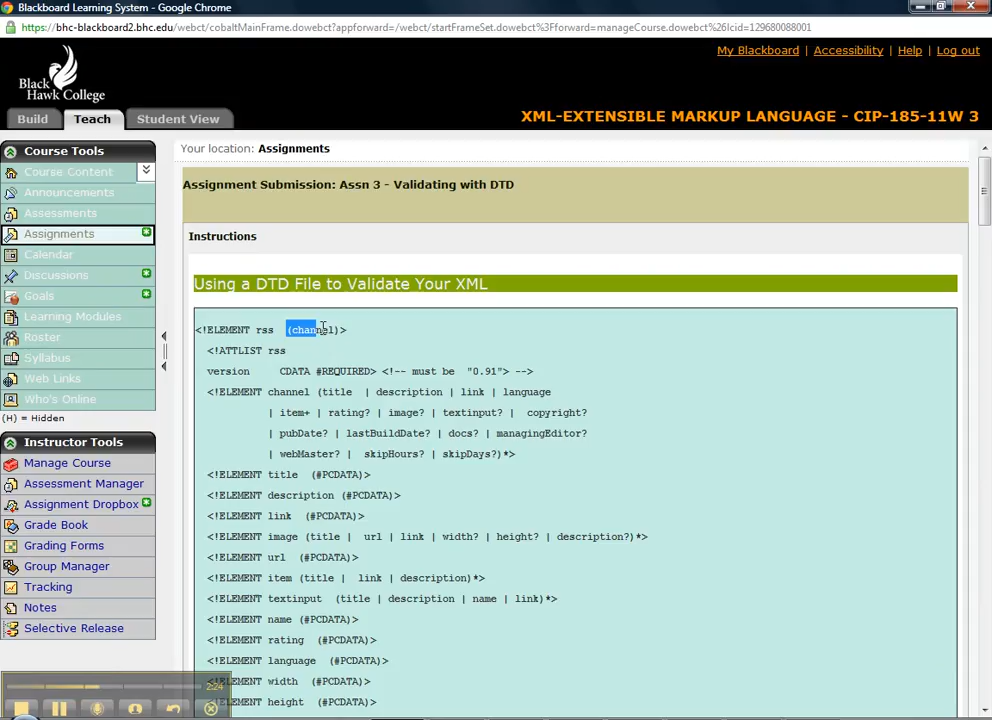 Blackboard Learning System - Google Chrome
https://bhc-blackboard2.bhc.edu/webct/cobaltMainFrame.dowebct?appforward=/webct/startFrameSet.dowebct%3Fforward=manageCourse.dowebct%26lcid=129680088001
My Blackboard | Accessibility | Help | Log out
Black
Hawk
College
Build
Teach
Student View
XML-EXTENSIBLE MARKUP LANGUAGE - CIP-185-11W 3
Course Tools
Course Content
Announcements
Assessments
Assignments
Calendar
Discussions
Goals
Learning Modules
Roster
Syllabus
Web Links
Who's Online
(H) = Hidden
Instructor Tools
Manage Course
Assessment Manager
Assignment Dropbox
Grade Book
Grading Forms
Group Manager
Tracking
Notes
Selective Release
2:24
Your location: Assignments
Assignment Submission: Assn 3 - Validating with DTD
Instructions
Using a DTD File to Validate Your XML
<!ELEMENT rss (channel)>
<!ATTLIST rss
version CDATA #REQUIRED> <!-- must be "0.91"> -->
<!ELEMENT channel (title | description | link | language
| item+ | rating? | image? | textinput? | copyright?
| pubDate? | lastBuildDate? | docs? | managingEditor?
| webMaster? | skipHours? | skipDays?)*>
<!ELEMENT title (#PCDATA)>
<!ELEMENT description (#PCDATA)>
<!ELEMENT link (#PCDATA)>
<!ELEMENT image (title | url | link | width? | height? | description?)*>
<!ELEMENT url (#PCDATA)>
<!ELEMENT item (title | link | description)*>
<!ELEMENT textinput (title | description | name | link)*>
<!ELEMENT name (#PCDATA)>
<!ELEMENT rating (#PCDATA)>
<!ELEMENT language (#PCDATA)>
<!ELEMENT width (#PCDATA)>
<!ELEMENT height (#PCDATA)>